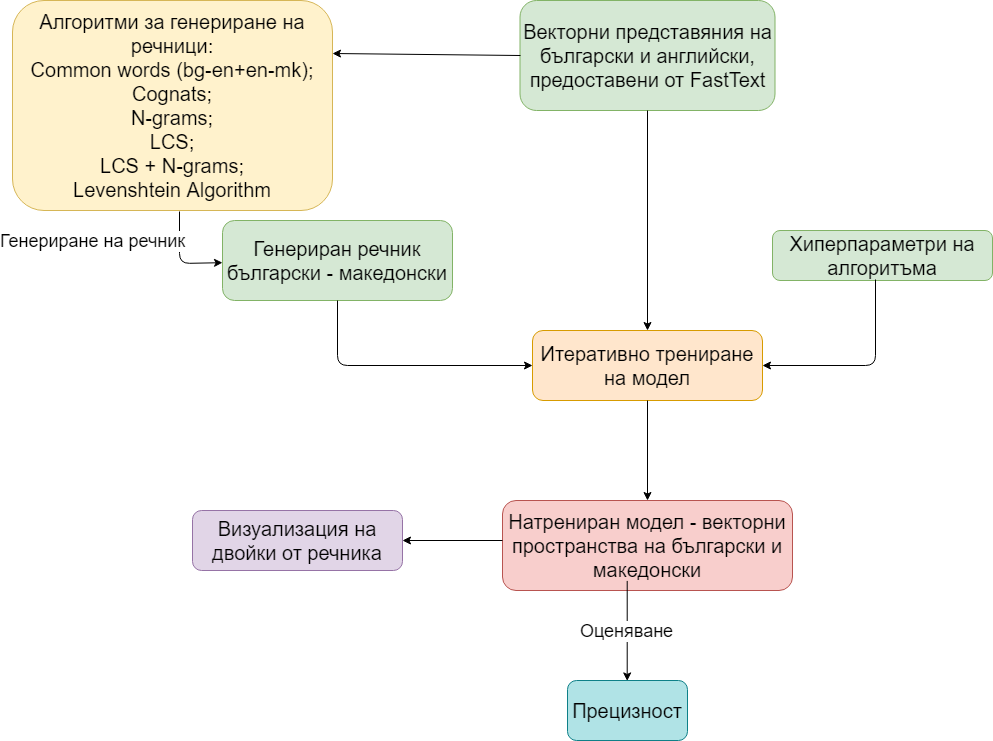 Алгоритми за генериране на
речници:
Common words (bg-en+en-mk);
Cognats;
N-grams;
LCS;
LCS + N-grams;
Levenshtein Algorithm
Векторни представяния на
български и английски,
предоставени от FastText
Генериране на речник
Генериран речник
български - македонски
Хиперпараметри на
алгоритъма
Итеративно трениране
на модел
Натрениран модел - векторни
пространства на български и
македонски
Визуализация на
двойки от речника
Оценяване
Прецизност